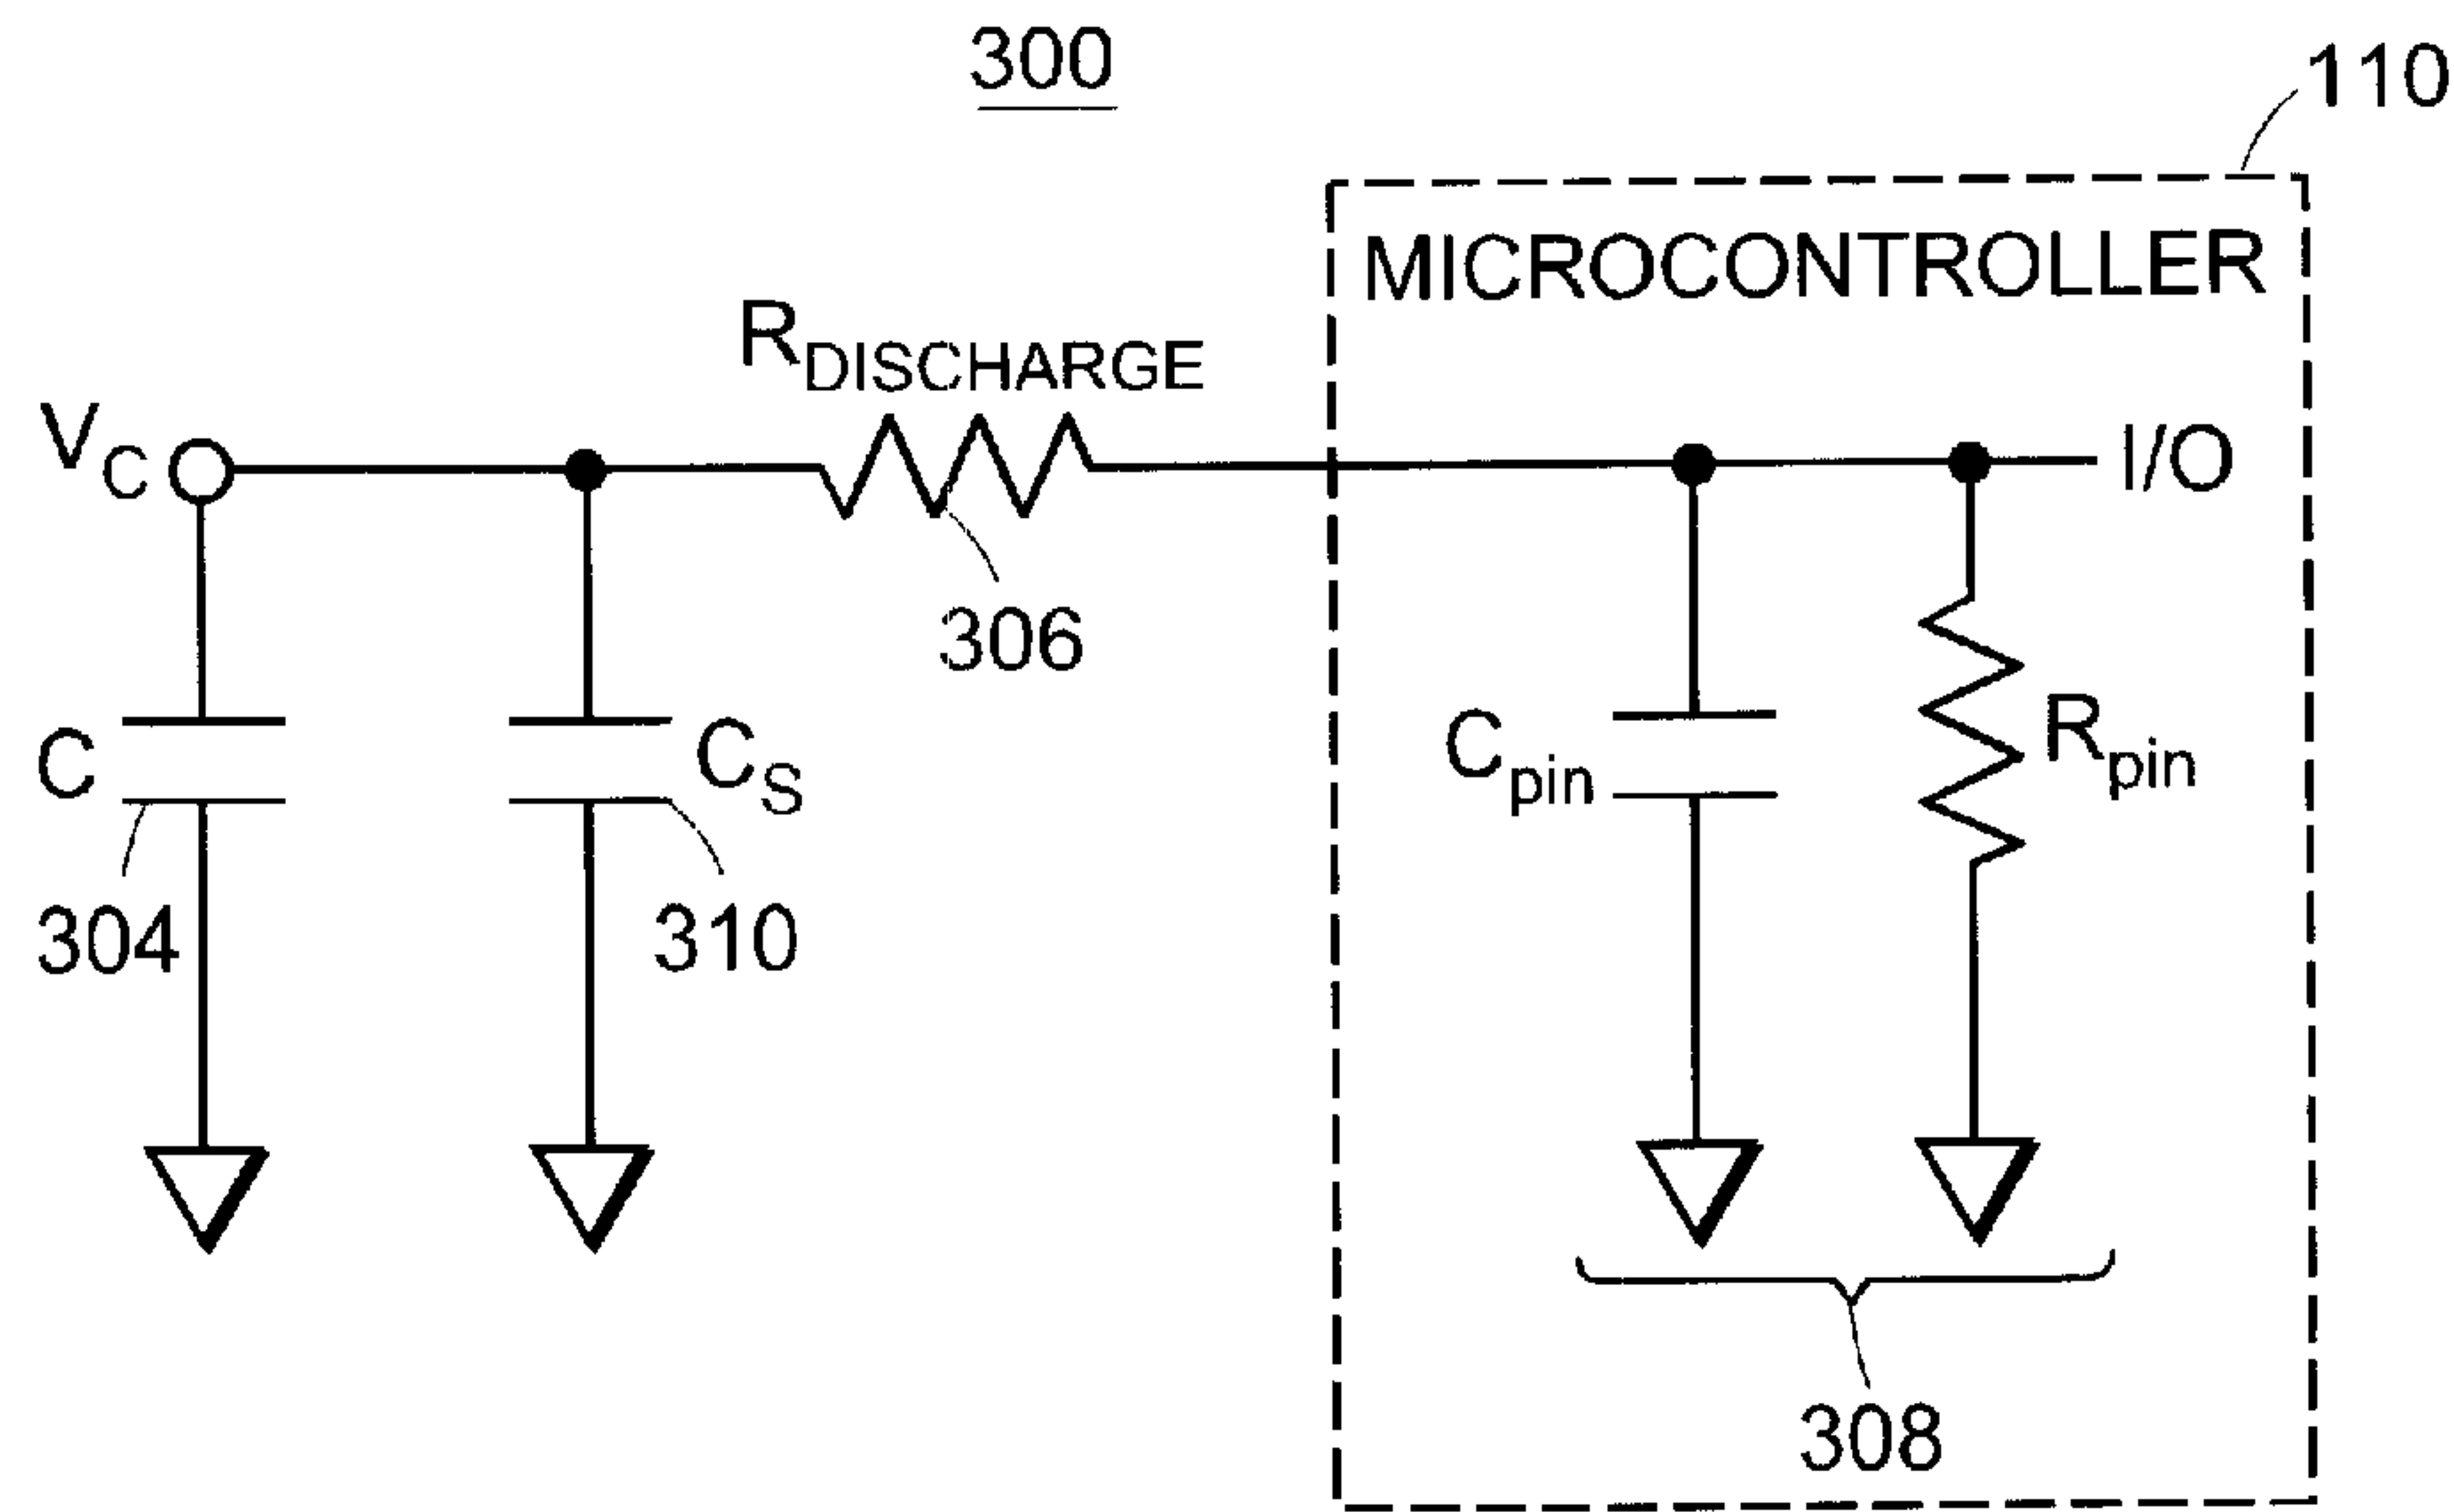 300
110
MICROCONTROLLER
RDISCHARGE
VC
I/O
306
C
CS
Cpin
Rpin
304
310
308